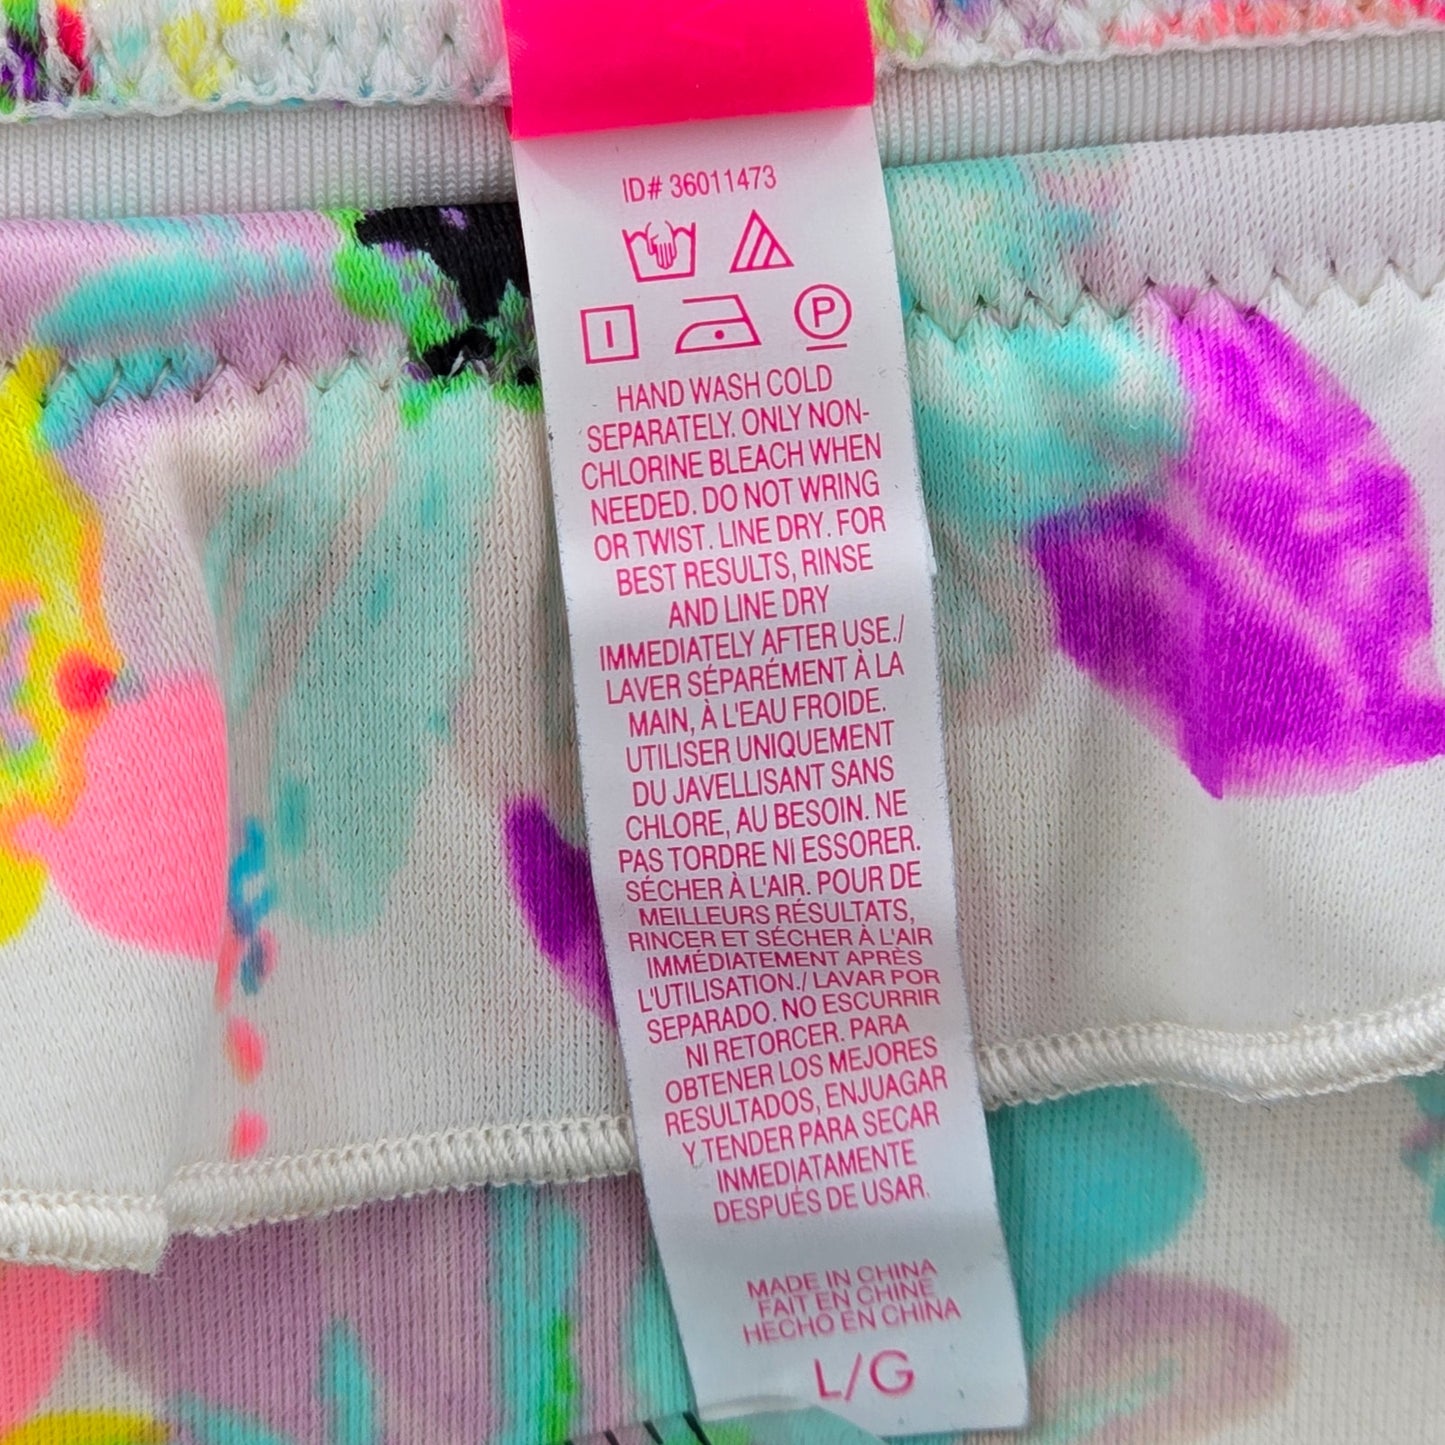 ID# 36011473
P
HAND WASH COLD
SEPARATELY. ONLY NON-
CHLORINE BLEACH WHEN
NEEDED. DO NOT WRING
OR TWIST. LINE DRY. FOR
BEST RESULTS, RINSE
AND LINE DRY
IMMEDIATELY AFTER USE./
LAVER SÉPARÉMENT À LA
MAIN, À L'EAU FROIDE.
UTILISER UNIQUEMENT
DU JAVELLISANT SANS
CHLORE, AU BESOIN. NE
PAS TORDRE NI ESSORER.
SÉCHER À L'AIR. POUR DE
MEILLEURS RÉSULTATS,
RINCER ET SÉCHER À L'AIR
IMMÉDIATEMENT APRÈS
L'UTILISATION./ LAVAR POR
SEPARADO. NO ESCURRIR
NI RETORCER. PARA
OBTENER LOS MEJORES
RESULTADOS, ENJUAGAR
Y TENDER PARA SECAR
INMEDIATAMENTE
DESPUÉS DE USAR.
MADE IN CHINA
FAIT EN CHINE
HECHO EN CHINA
L/G